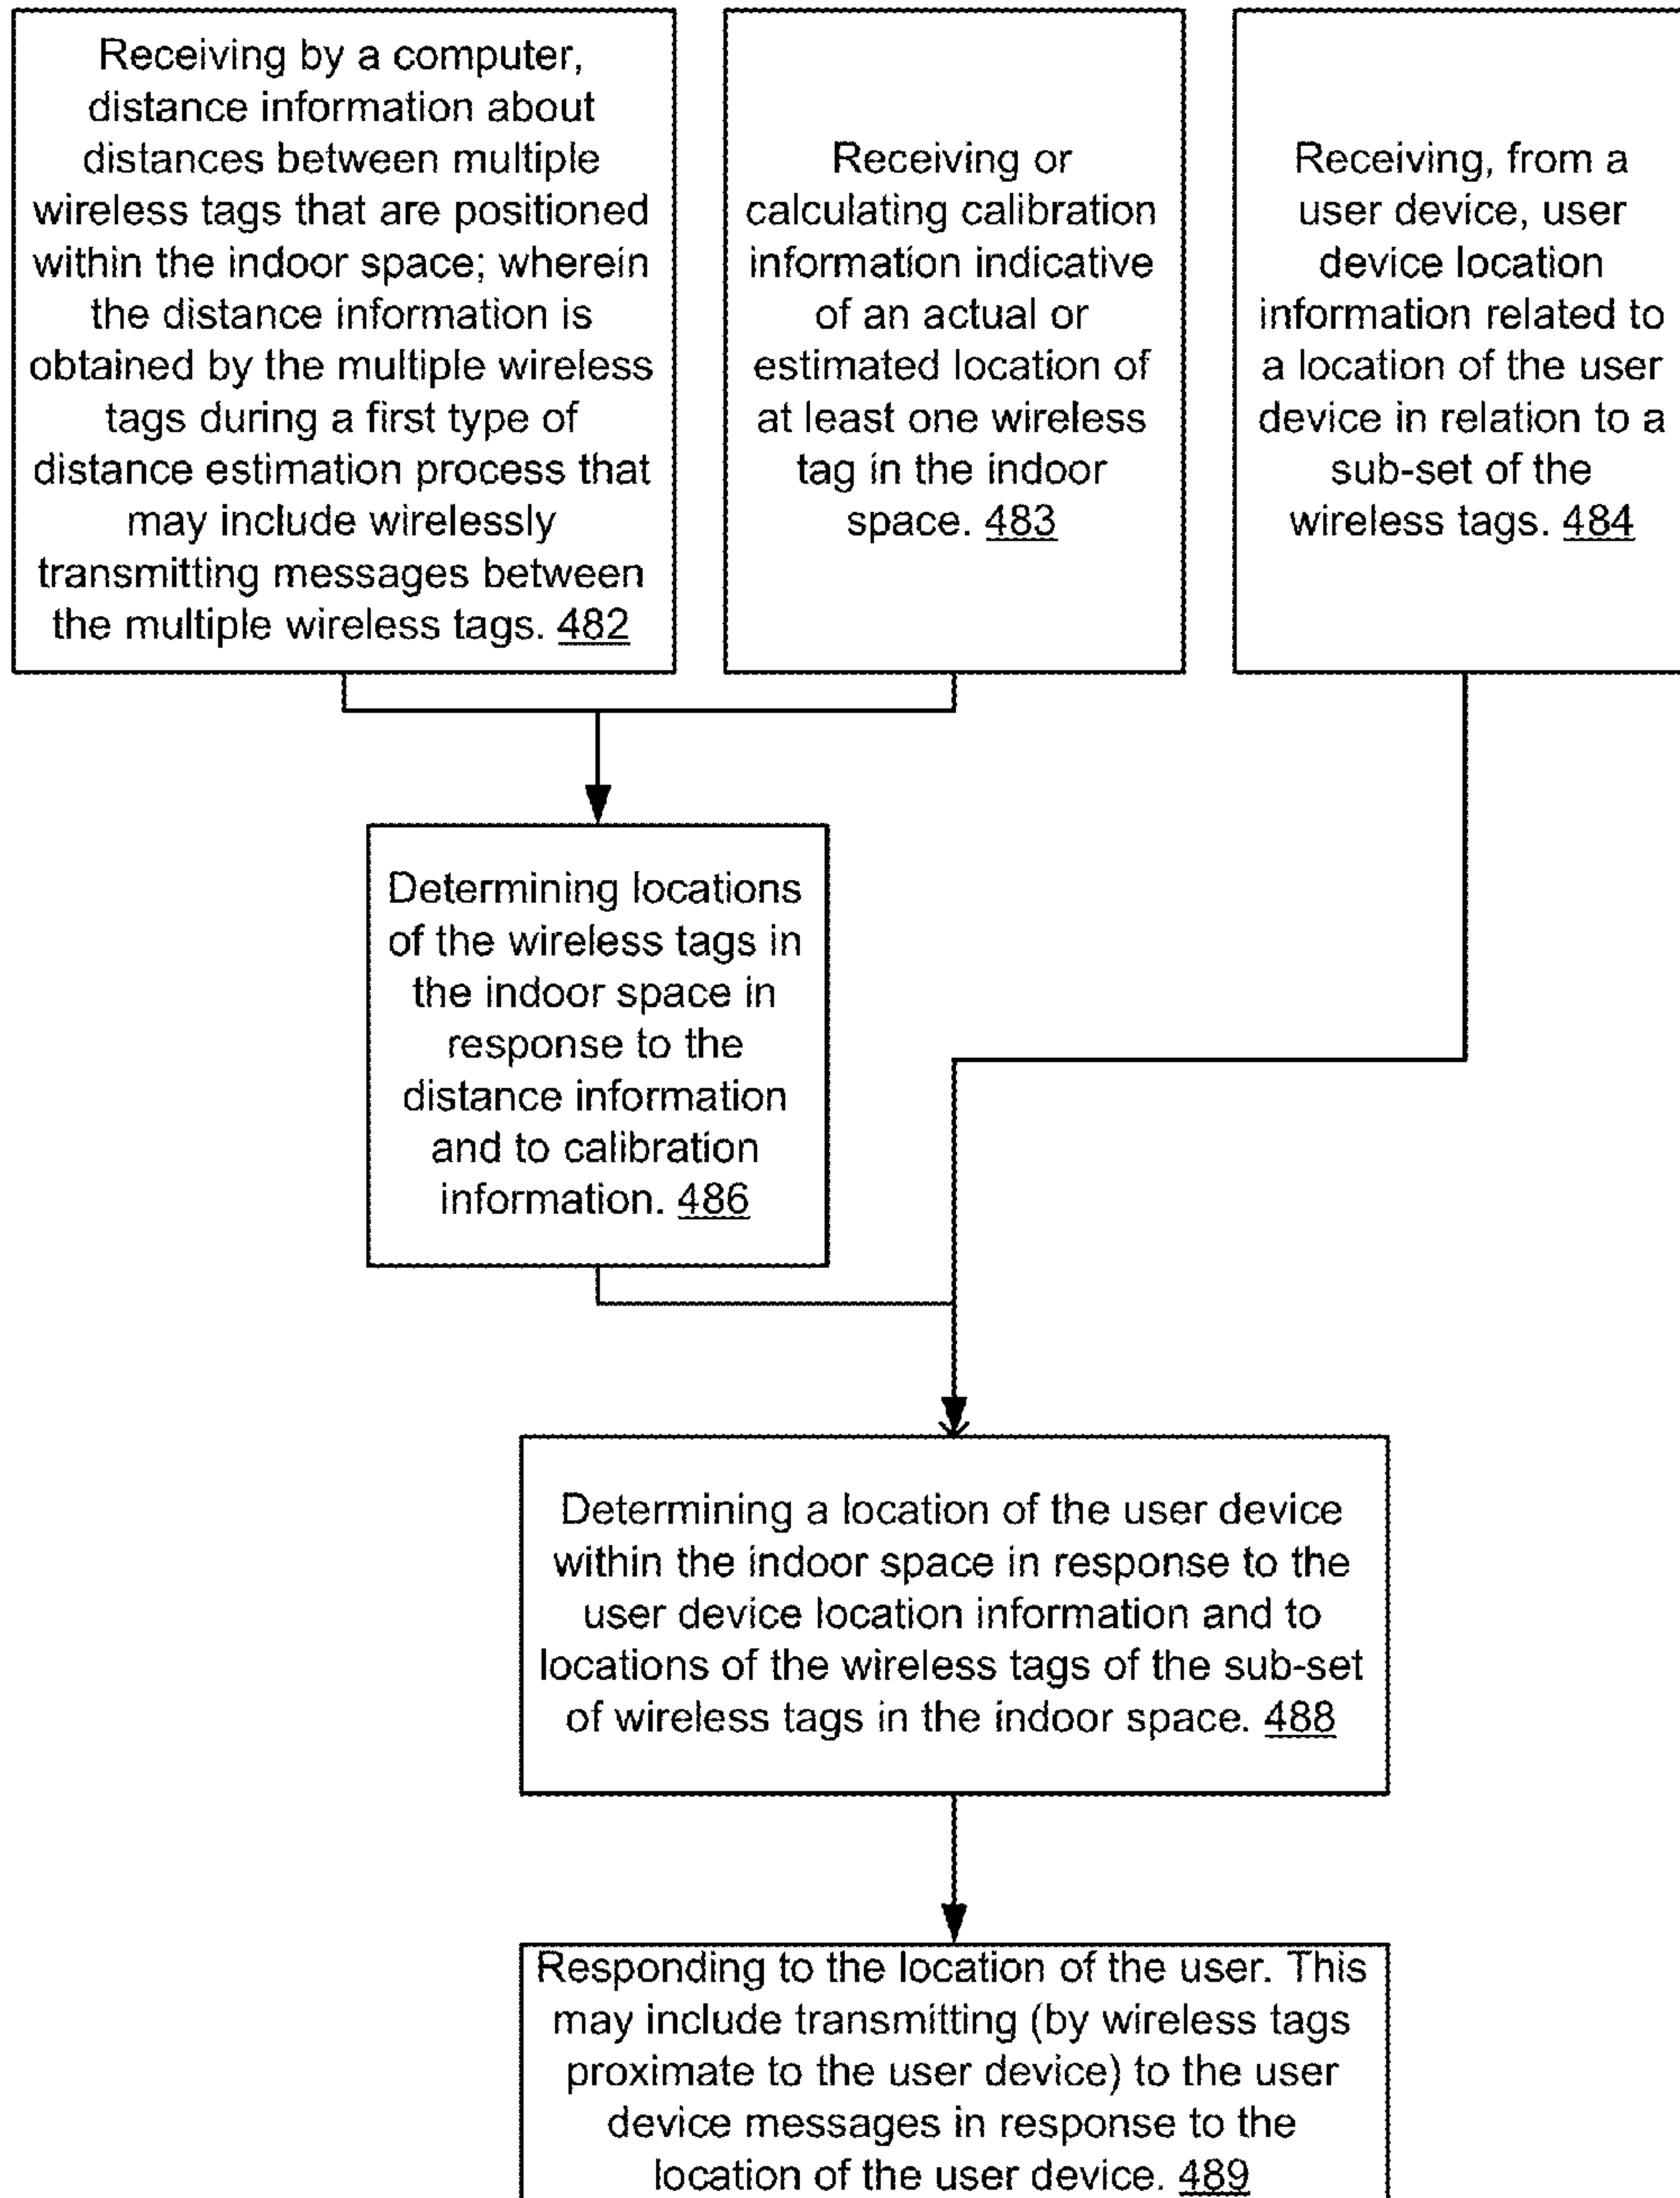 Receiving by a computer,
distance information about
distances between multiple
wireless tags that are positioned
within the indoor space; wherein
the distance information is
obtained by the multiple wireless
tags during a first type of
distance estimation process that
may include wirelessly
transmitting messages between
the multiple wireless tags. 482
Receiving or
calculating calibration
information indicative
of an actual or
estimated location of
at least one wireless
tag in the indoor
space. 483
Receiving, from a
user device, user
device location
information related to
a location of the user
device in relation to a
sub-set of the
wireless tags. 484
Determining locations
of the wireless tags in
the indoor space in
response to the
distance information
and to calibration
information. 486
Determining a location of the user device
within the indoor space in response to the
user device location information and to
locations of the wireless tags of the sub-set
of wireless tags in the indoor space. 488
Responding to the location of the user. This
may include transmitting (by wireless tags
proximate to the user device) to the user
device messages in response to the
location of the user device. 489